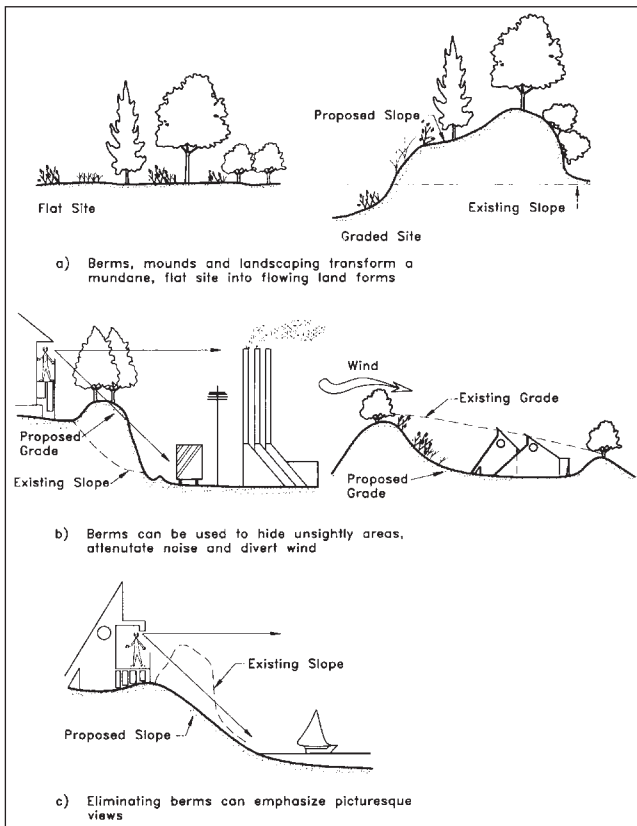 Flat Site
Proposed Slope
Existing Slope
Graded Site
a) Berms, mounds and landscaping transform a
mundane, flat site into flowing land forms
Proposed
Grade
Existing Slope
Wind
Existing Grade
Proposed
Grade
b) Berms can be used to hide unsightly areas,
attenutate noise and divert wind
Existing Slope
Proposed Slope
c) Eliminating berms can emphasize picturesque
views